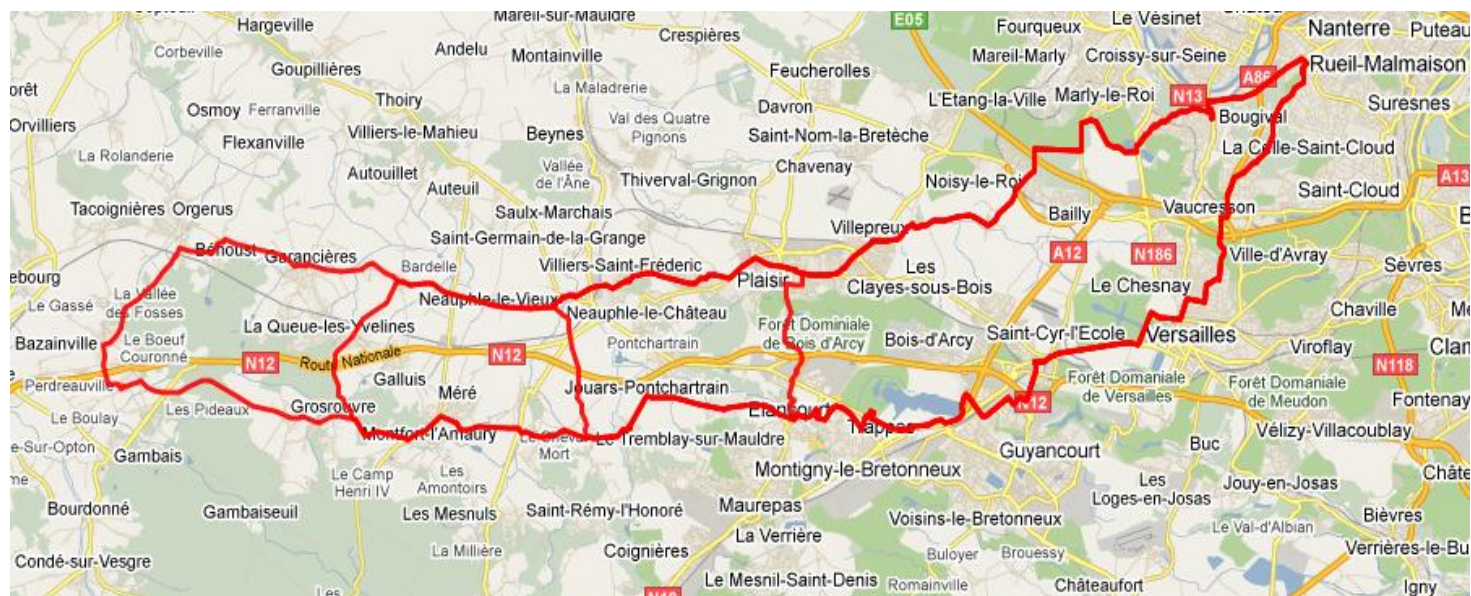 Hargeville
Mareil-sur-Mauldre
Crespières
E05
Fourqueux
Le Vésinet
Nanterre
Puteau
Corbeville
Andelu
Montainville
Mareil-Marly
Croissy-sur-Seine
Goupillières
Feucherolles
A86
Rueil-Malmaison
orêt
Thoiry
La Maladrerie
L'Etang-la-Ville
Marly-le-Roi
N13
Osmoy
Ferranville
Davron
Suresnes
Orvilliers
Villiers-le-Mahieu
Beynes
Val des Quatre
Pignons
Saint-Nom-la-Bretèche
Bougival
Flexanville
La Celle-Saint-Cloud
La Rolanderie
Autouillet
Vallée
de l'Âne
Thiverval-Grignon
Chavenay
Noisy-le-Roi
Saint-Cloud
A13
Auteuil
Tacoignières
Orgerus
Saulx-Marchais
Villepreux
Bailly
Vaucresson
B
Saint-Germain-de-la-Grange
Béhoust
Garancières
Bardelle
Villiers-Saint-Fréderic
A12
N186
Ville-d'Avray
Sèvres
ebourg
Plaisir
Les
Clayes-sous-Bois
Le Chesnay
Le Gassé
La Vallée
des Fosses
Neauphle-le-Vieux
Neauphle-le-Château
Chaville
Me
La Queue-les-Yvelines
Forêt Dominiale
de Bois d'Arcy
Bois-d'Arcy
Saint-Cyr-l'Ecole
Versailles
Bazainville
Le Boeuf
Couronné
Pontchartrain
Viroflay
Clam
N12
Route Nationale
N12
N118
Perdreauville
Galluis
Méré
Jouars-Pontchartrain
Forêt Domaniale
de Versailles
Forêt Domaniale
de Meudon
Le Boulay
Les Pideaux
Grosrouvre
Elancourt
N12
Fontenay
e-Sur-Opton
Gambais
Montfort-l'Amaury
Le Cheval
Mort
Le Tremblay-sur-Mauldre
Trappes
Guyancourt
Buc
Vélizy-Villacoublay
me
Le Camp
Henri IV
Les
Amontoirs
Montigny-le-Bretonneux
Les
Loges-en-Josas
Jouy-en-Josas
Châte
Bourdonné
Gambaiseuil
Les Mesnuls
Saint-Rémy-l'Honoré
Maurepas
Voisins-le-Bretonneux
Le Val-d'Albian
Bièvres
La Verrière
La Millière
Coignières
Buloyer
Brouessy
Verrières-le-Bu
Condé-sur-Vesgre
Le Mesnil-Saint-Denis
Romainville
Châteaufort
Igny
Les